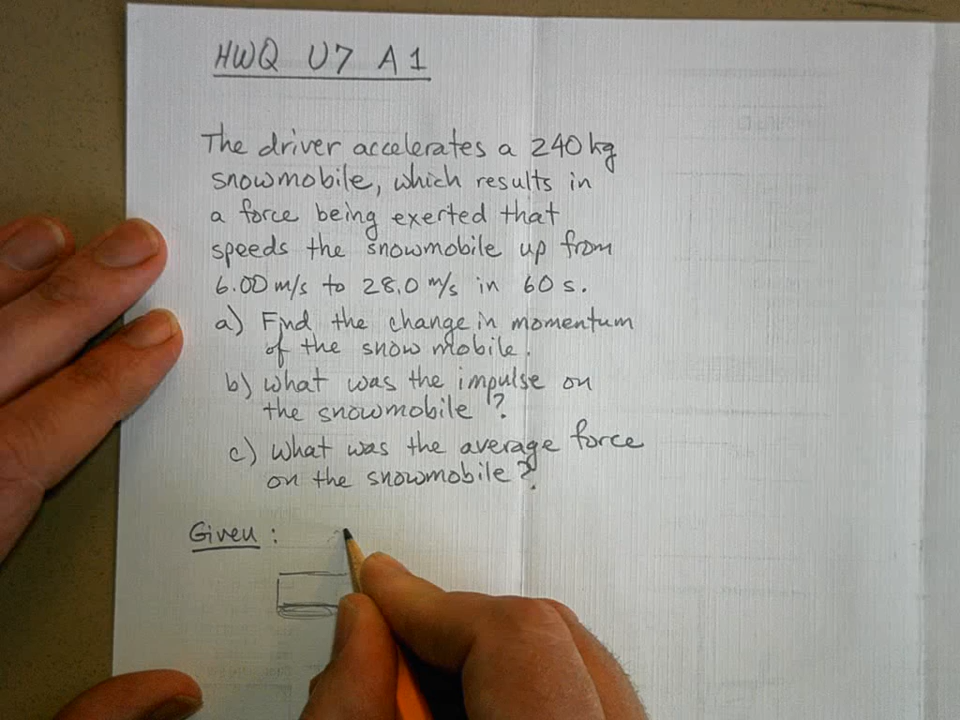 HWQ U7 A1
The driver accelerates a 240 kg
snowmobile, which results in
a force being exerted that
speeds the snowmobile up from
6.00 m/s to 28.0 m/s in 60 s.
a) Find the change in momentum
of the snow mobile.
b) what was the impulse on
the snowmobile?
c) what was the average force
on the snowmobile?
Given: